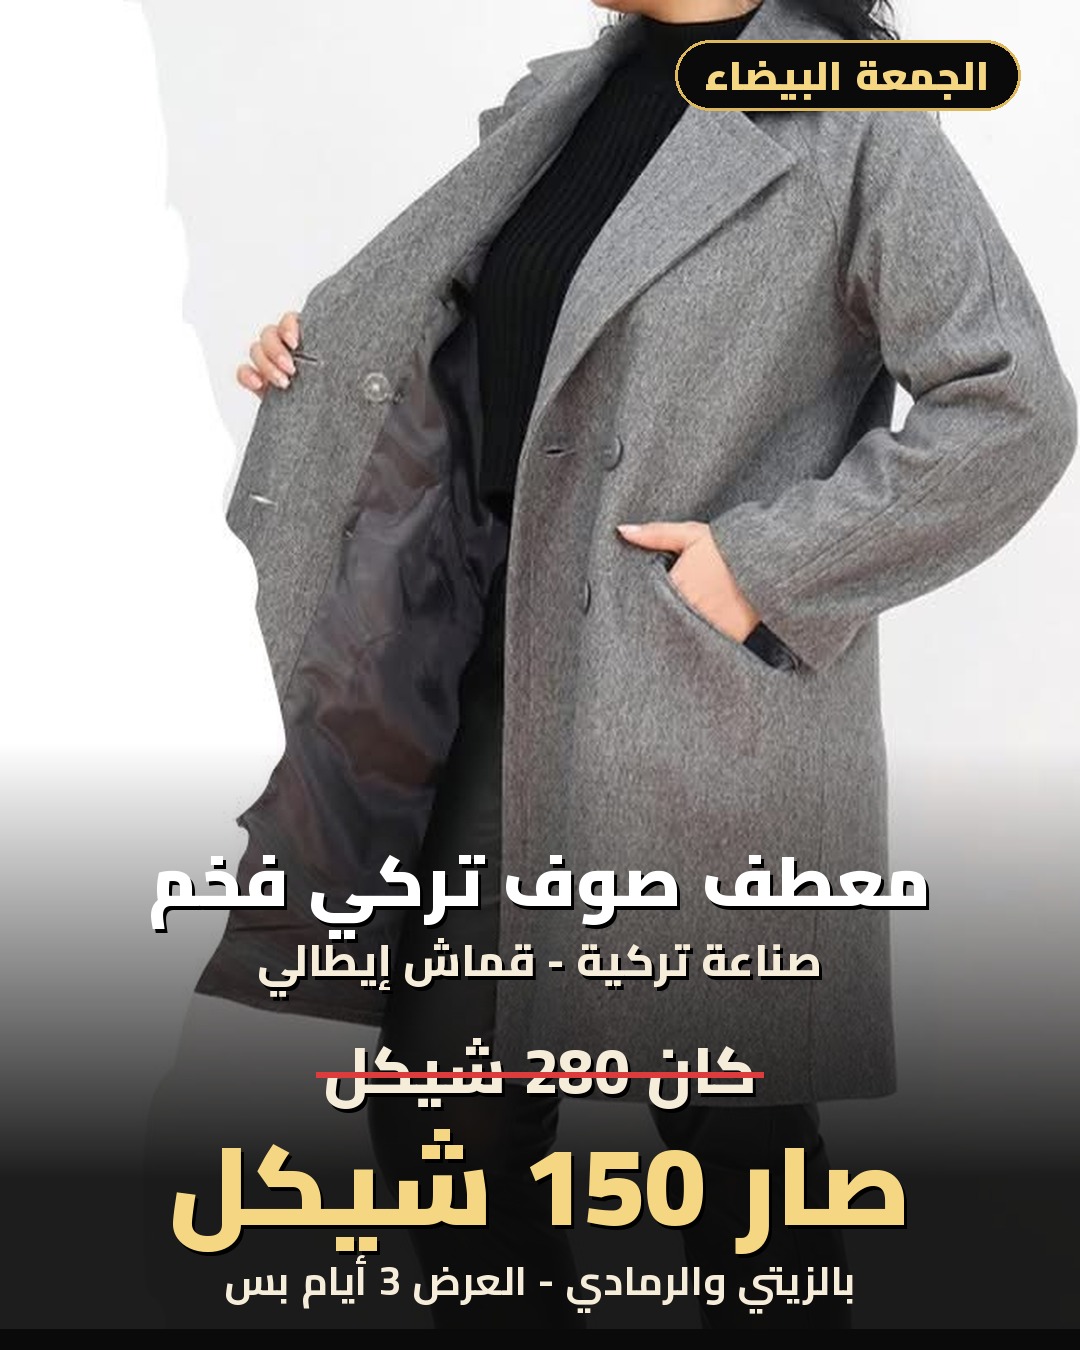 الجمعة البيضاء
معطف صوف تركي فخم
صناعة تركية - قماش إيطالي
كان 280 شيكل
صار 150 شيكل
بالزيتي والرمادي - العرض 3 أيام بس